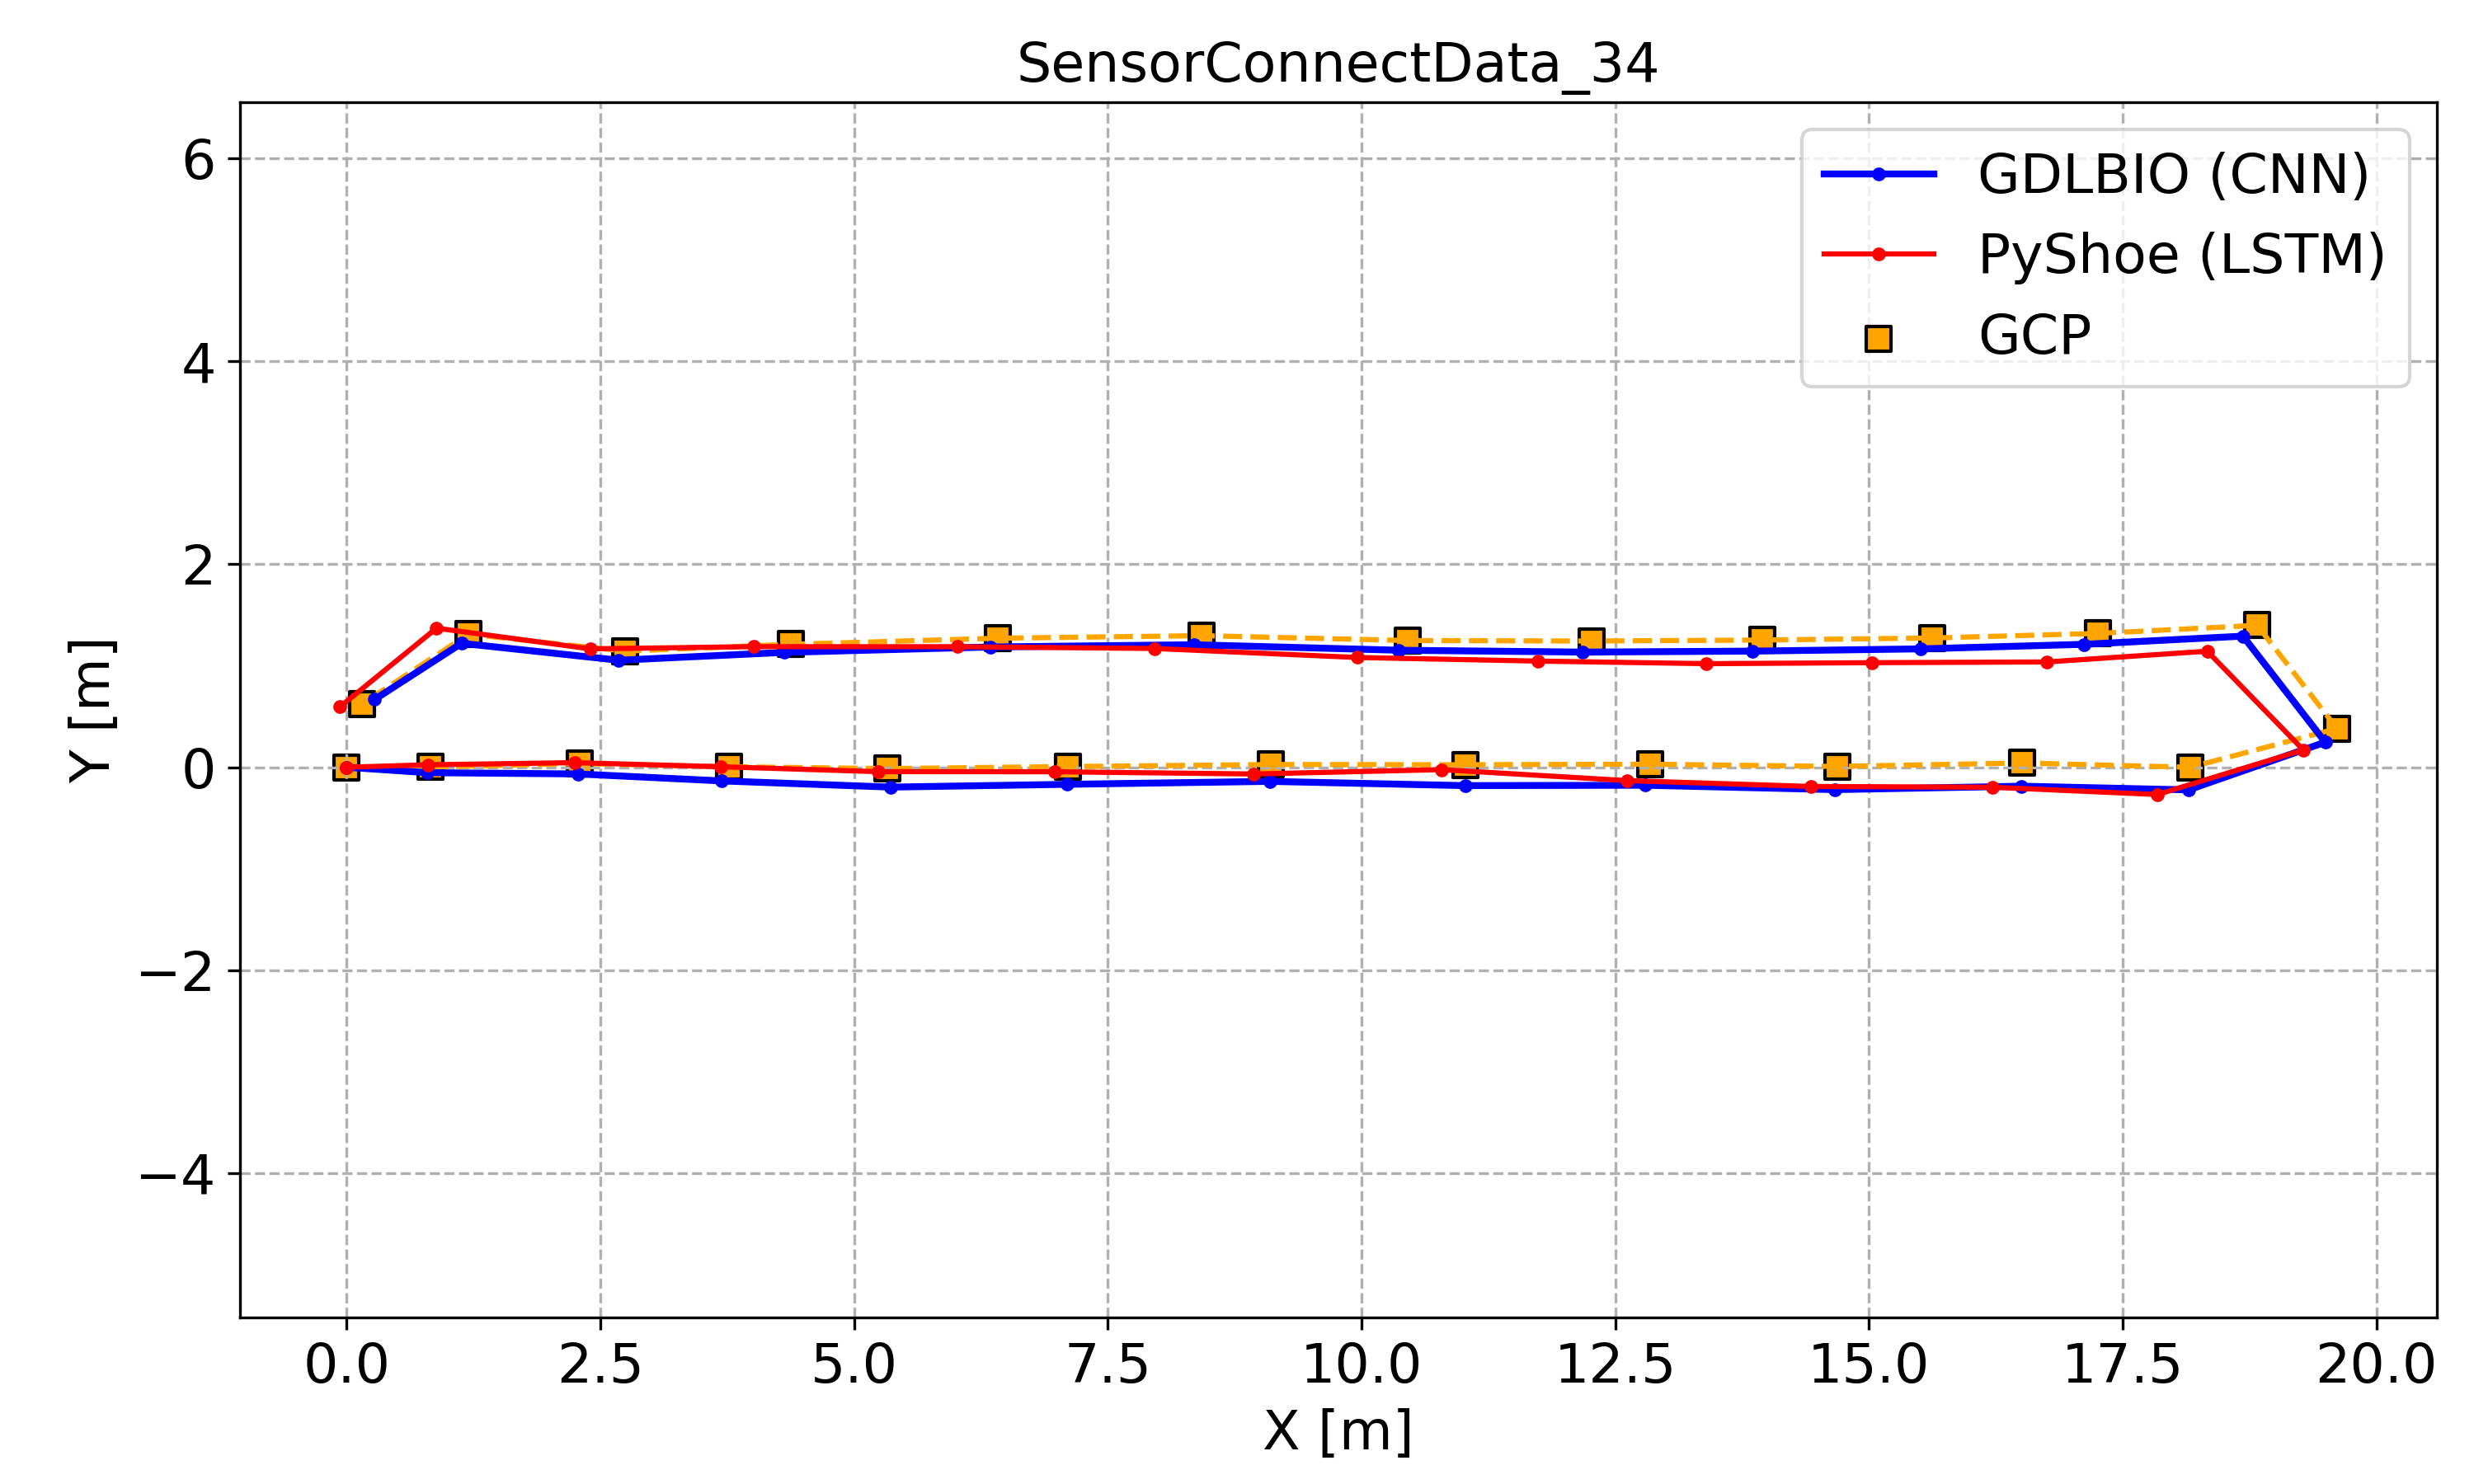 SensorConnectData_34
GDLBIO (CNN)
PyShoe (LSTM)
GCP
Y [m]
6
4
2
0
−2
−4
0.0 2.5 5.0 7.5 10.0 12.5 15.0 17.5 20.0
X [m]